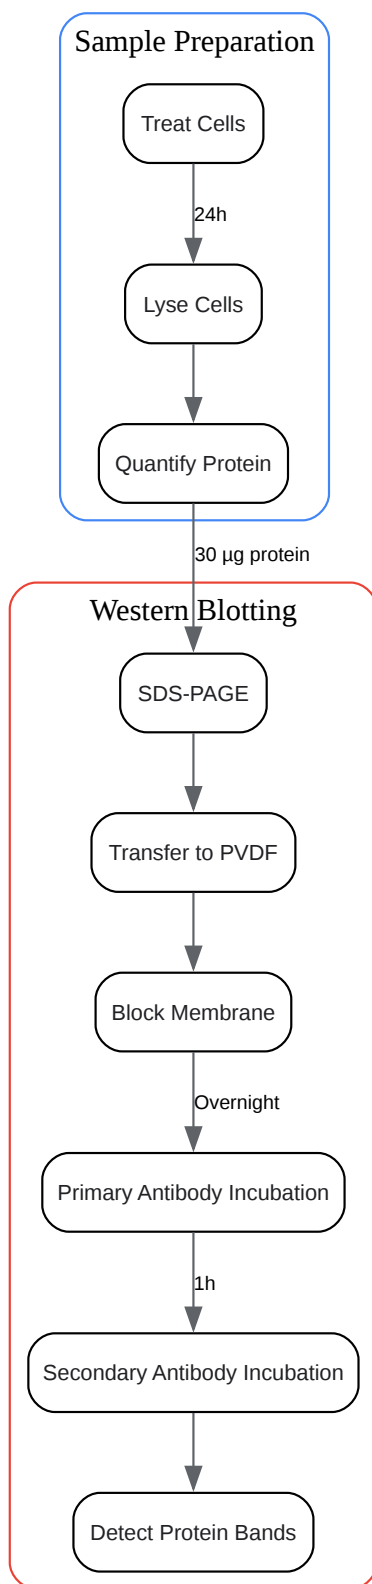 Sample Preparation
Treat Cells
24h
Lyse Cells
Quantify Protein
30 µg protein
Western Blotting
SDS-PAGE
Transfer to PVDF
Block Membrane
Overnight
Primary Antibody Incubation
1h
Secondary Antibody Incubation
Detect Protein Bands